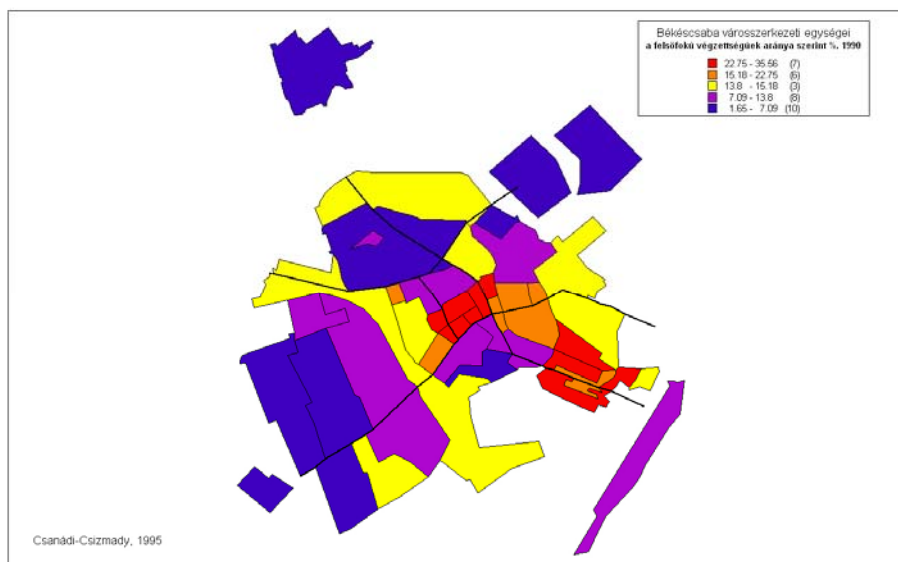 Békéscsaba városszerkezeti egységei
a felsőfokú végzettségűek aránya szerint %, 1990
22.75 - 35.56 (7)
15.18 - 22.75 (6)
13.8 - 15.18 (3)
7.09 - 13.8 (8)
1.65 - 7.09 (10)
Csanádi-Csizmady, 1995